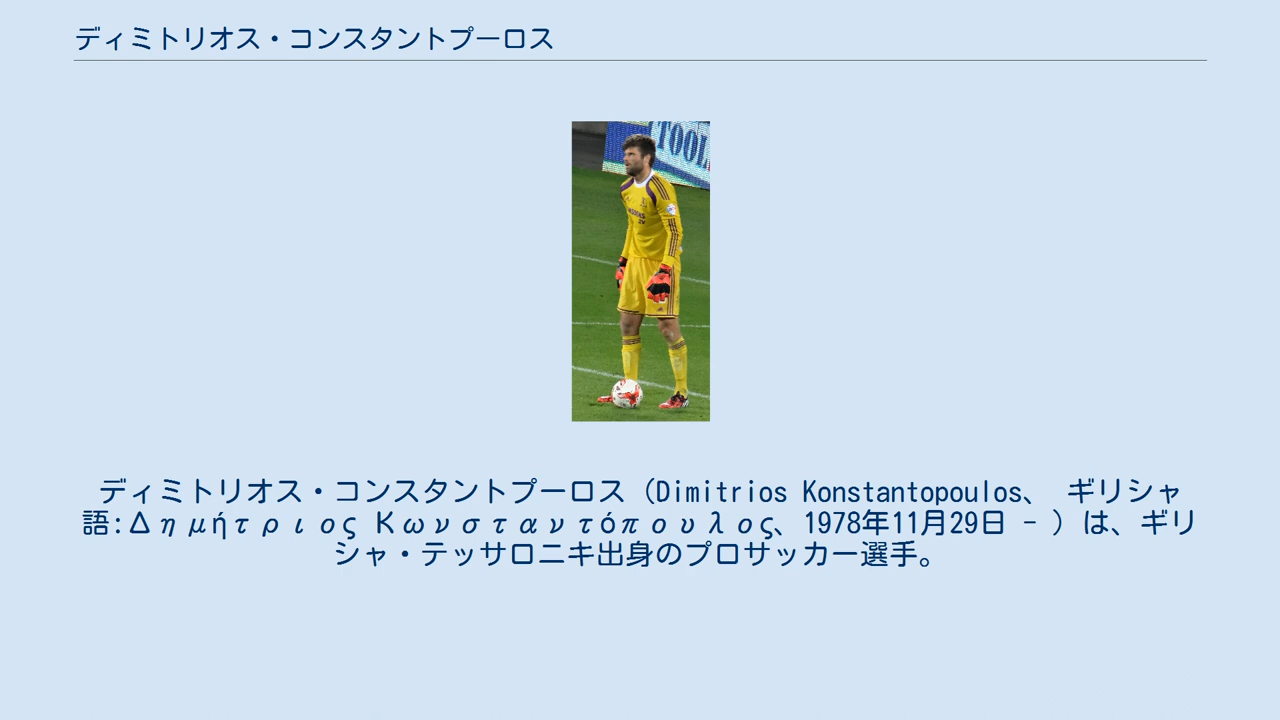 ディミトリオス・コンスタントプーロス
TOOL
ディミトリオス・コンスタントプーロス（Dimitrios Konstantopoulos、 ギリシャ
語:Δημήτριος Κωνσταντόπουλος、1978年11月29日 - ）は、ギリ
シャ・テッサロニキ出身のプロサッカー選手。